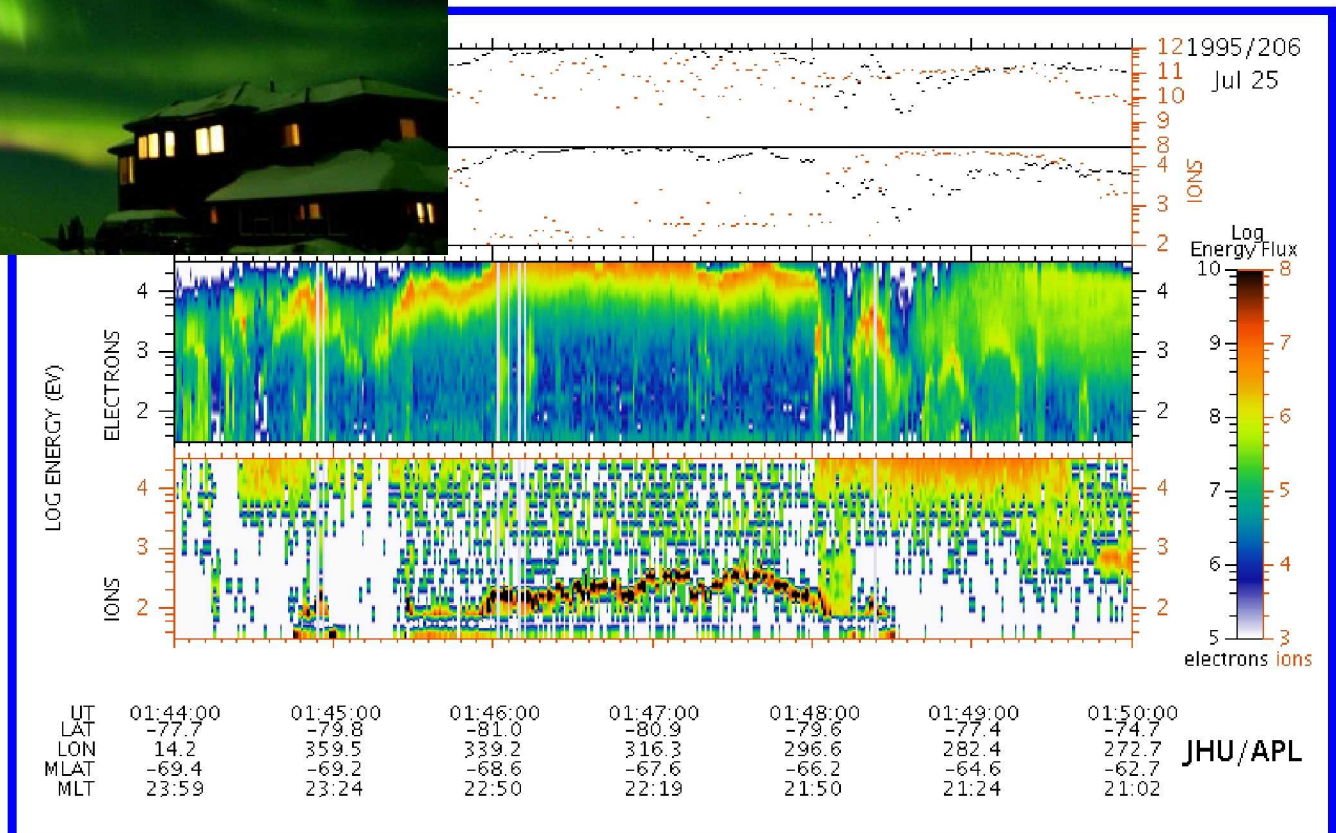 12 1995/206
11 Jul 25
10
9
8
4
IONS
3
2
Log
Energy Flux
10 8
4 4
ELECTRONS
9 7
3 3
2 2
8 6
LOG ENERGY (EV)
4 4
7 5
3 3
IONS
6 4
2 2
5 3
electrons ions
UT 01:44:00 01:45:00 01:46:00 01:47:00 01:48:00 01:49:00 01:50:00
LAT -77.7 -79.8 -81.0 -80.9 -79.6 -77.4 -74.7
LON 14.2 359.5 339.2 316.3 296.6 282.4 272.7
MLAT -69.4 -69.2 -68.6 -67.6 -66.2 -64.6 -62.7
MLT 23:59 23:24 22:50 22:19 21:50 21:24 21:02
JHU/APL